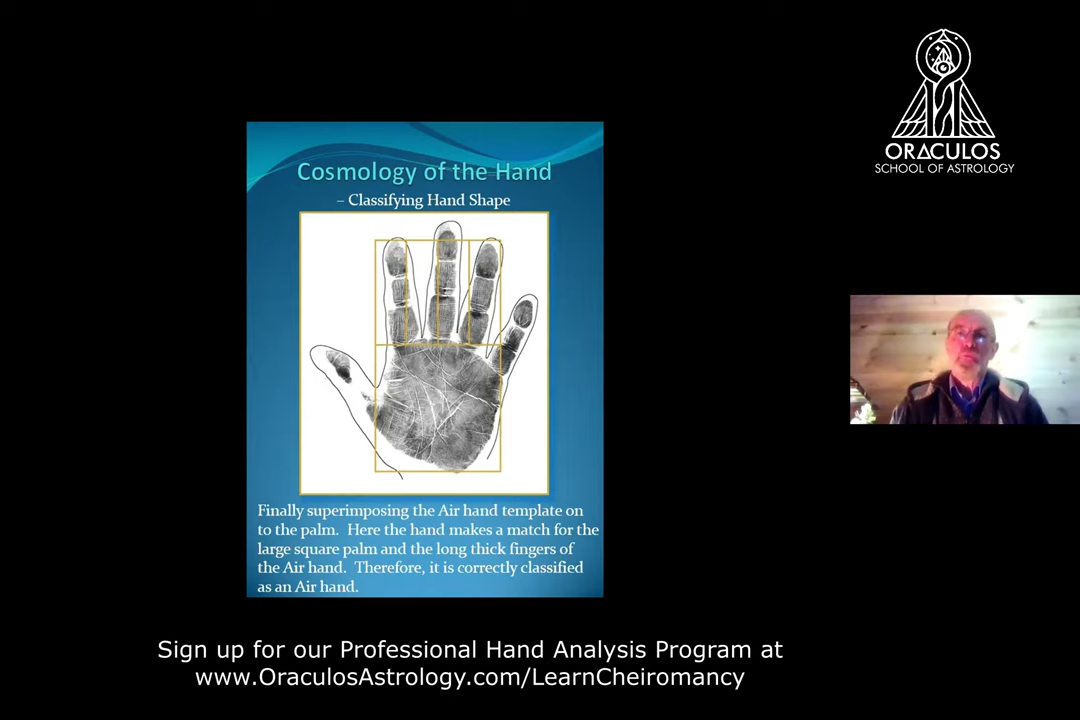 ORACULOS
SCHOOL OF ASTROLOGY
Cosmology of the Hand
– Classifying Hand Shape
Finally superimposing the Air hand template on
to the palm. Here the hand makes a match for the
large square palm and the long thick fingers of
the Air hand. Therefore, it is correctly classified
as an Air hand.
Sign up for our Professional Hand Analysis Program at
www.OraculosAstrology.com/LearnCheiromancy